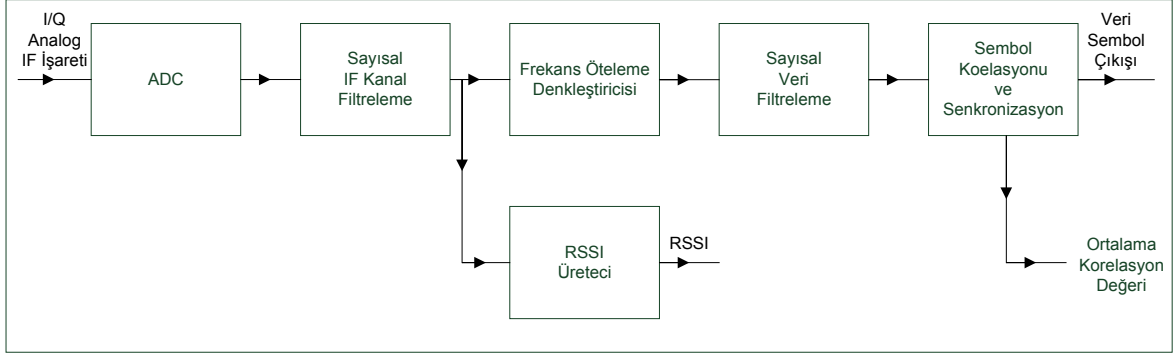 I/Q
Analog
IF İşareti
ADC
Sayısal
IF Kanal
Filtreleme
Frekans Öteleme
Denkleştiricisi
Sayısal
Veri
Filtreleme
Sembol
Koelasyonu
ve
Senkronizasyon
Veri
Sembol
Çıkışı
RSSI
Üreteci
RSSI
Ortalama
Korelasyon
Değeri